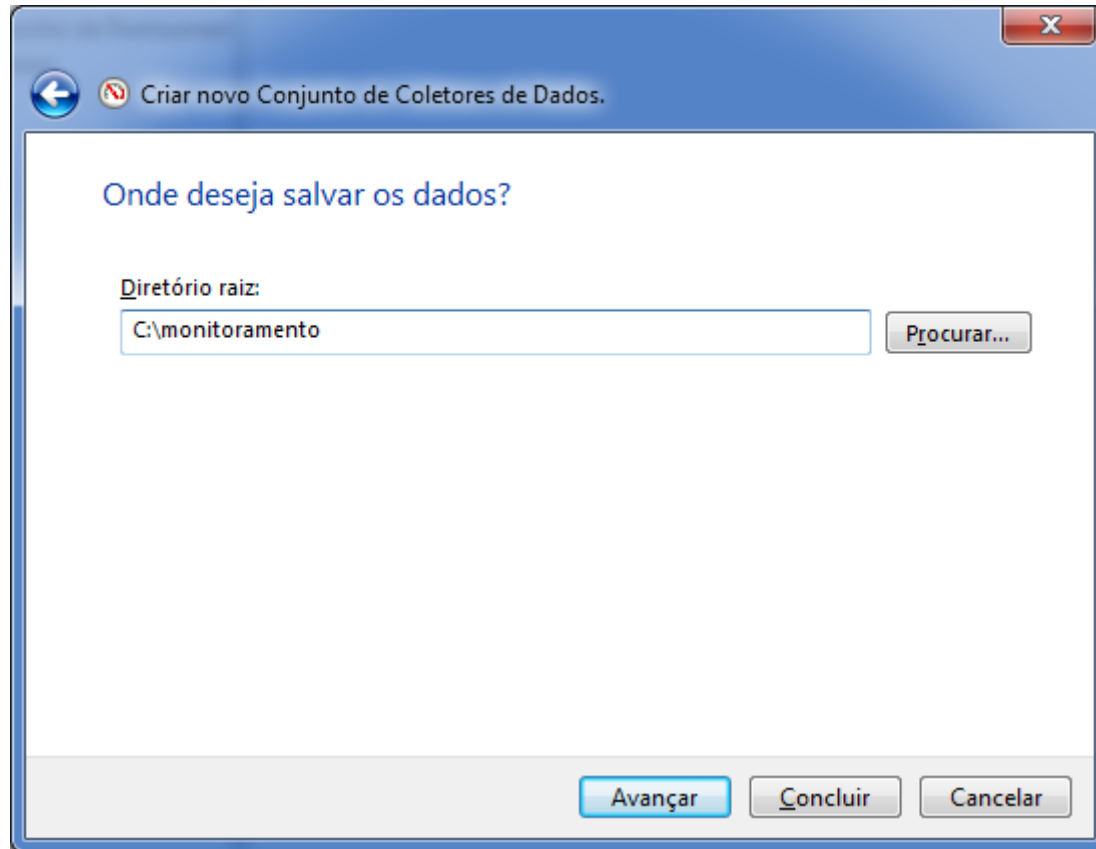 Criar novo Conjunto de Coletores de Dados.
Onde deseja salvar os dados?
Diretório raiz:
C:\monitoramento
Procurar...
Avançar
Concluir
Cancelar